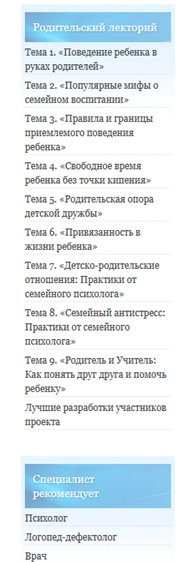 Родительский лекторий
Тема 1. «Поведение ребенка в
руках родителей»
Тема 2. «Популярные мифы о
семейном воспитании»
Тема 3. «Правила и границы
приемлемого поведения
ребенка»
Тема 4. «Свободное время
ребенка без точки кипения»
Тема 5. «Родительская опора
детской дружбы»
Тема 6. «Привязанность в
жизни ребенка»
Тема 7. «Детско-родительские
отношения: Практики от
семейного психолога»
Тема 8. «Семейный антистресс:
Практики от семейного
психолога»
Тема 9. «Родитель и Учитель:
Как понять друг друга и помочь
ребенку»
Лучшие разработки участников
проекта
Специалист
рекомендует
Психолог
Логопед-дефектолог
Врач